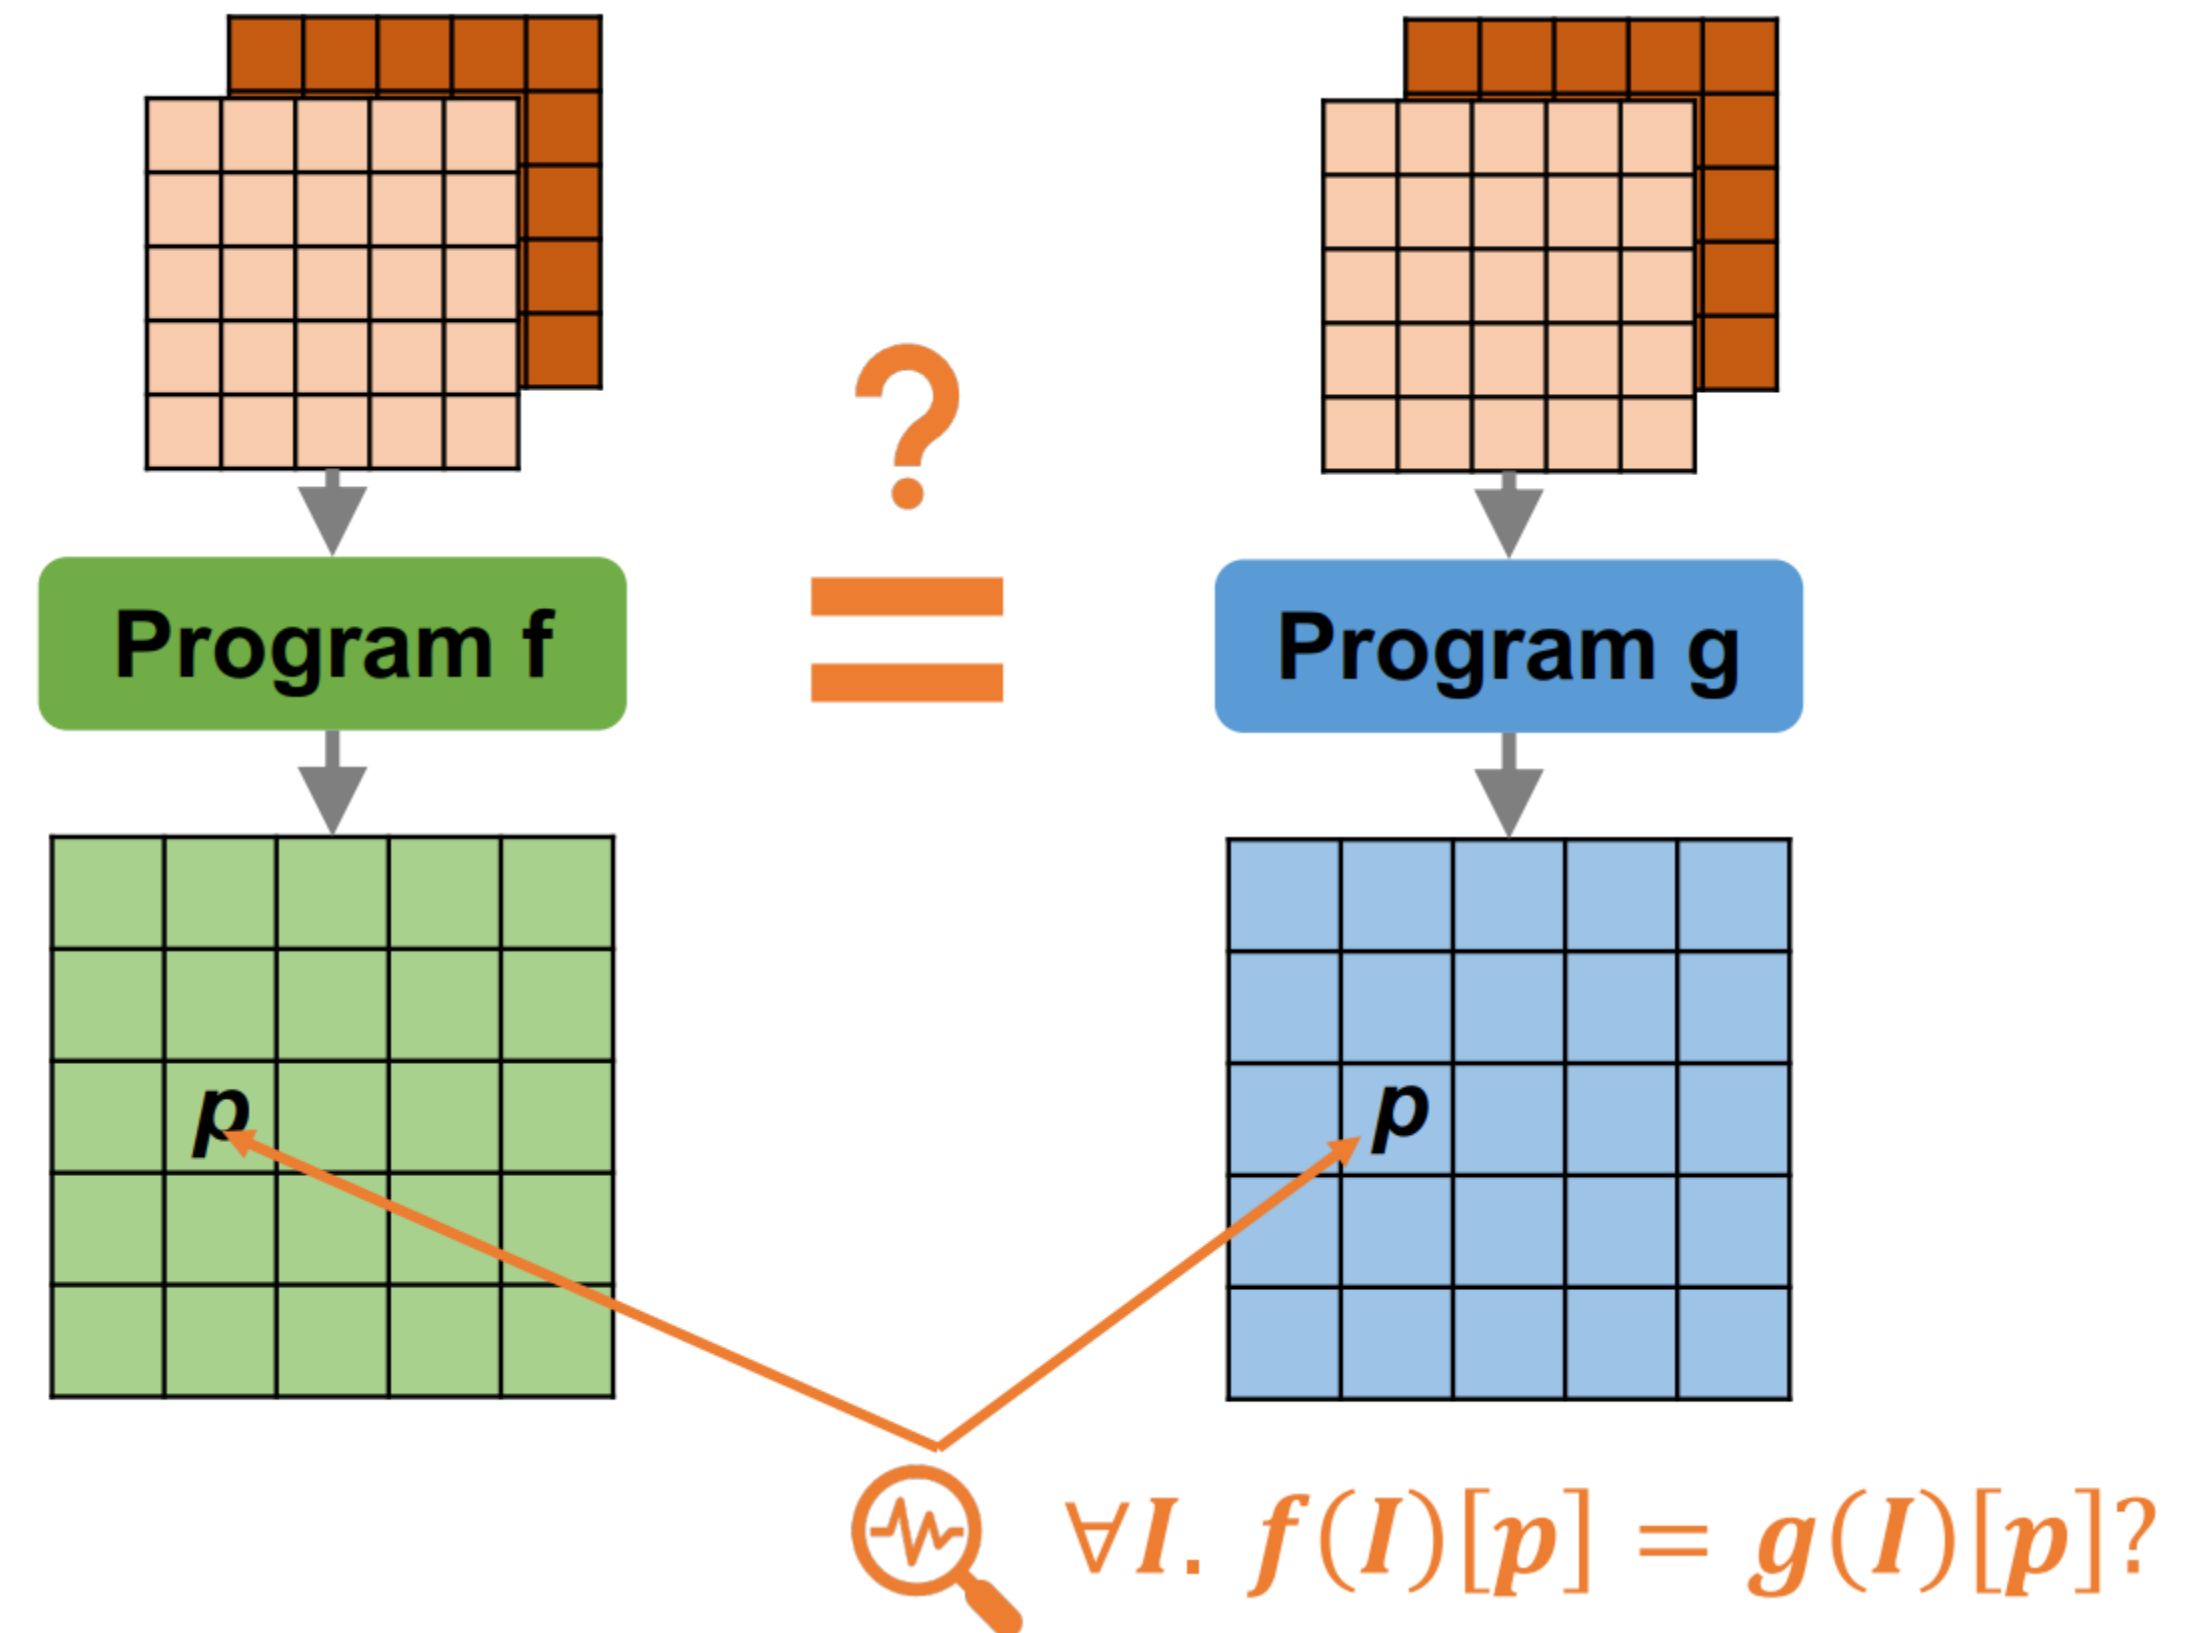 ?
=
Program f
Program g
p
p
∀I. f(I)[p] = g(I)[p]?